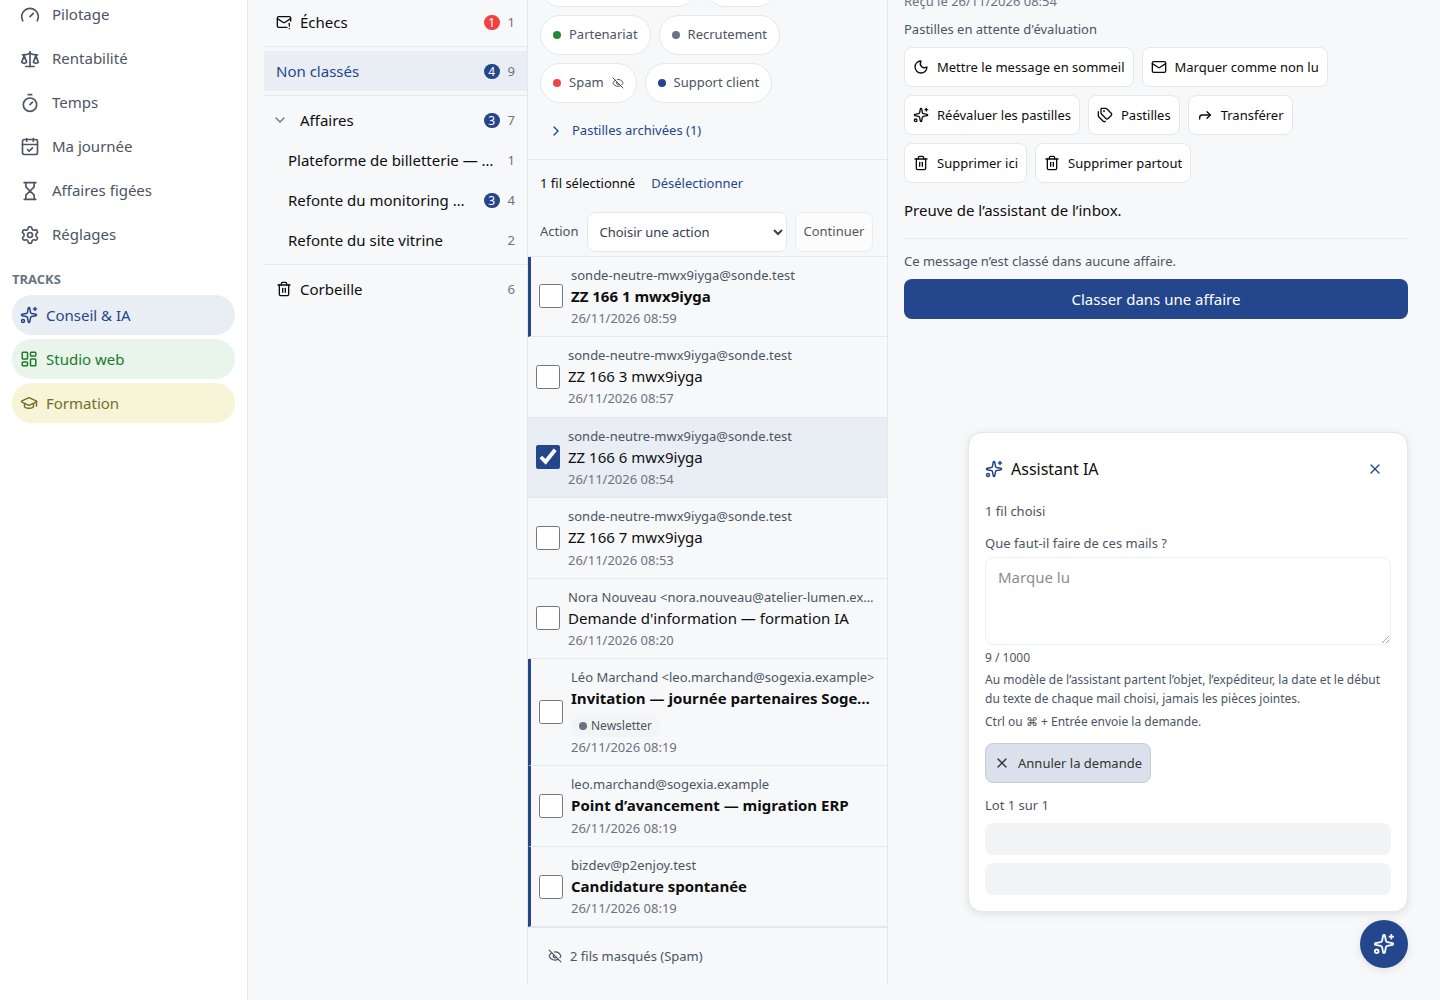 Pilotage
Rentabilité
Temps
Ma journée
Affaires figées
Réglages
TRACKS
Conseil & IA
Studio web
Formation
Échecs 1 1
Non classés 4 9
Affaires 3 7
Plateforme de billetterie — ... 1
Refonte du monitoring ... 3 4
Refonte du site vitrine 2
Corbeille 6
Partenariat
Recrutement
Spam
Support client
Pastilles archivées (1)
1 fil sélectionné Désélectionner
Action Choisir une action Continuer
sonde-neutre-mwx9iyga@sonde.test
ZZ 166 1 mwx9iyga
26/11/2026 08:59
sonde-neutre-mwx9iyga@sonde.test
ZZ 166 3 mwx9iyga
26/11/2026 08:57
sonde-neutre-mwx9iyga@sonde.test
ZZ 166 6 mwx9iyga
26/11/2026 08:54
sonde-neutre-mwx9iyga@sonde.test
ZZ 166 7 mwx9iyga
26/11/2026 08:53
Nora Nouveau <nora.nouveau@atelier-lumen.ex...
Demande d'information — formation IA
26/11/2026 08:20
Léo Marchand <leo.marchand@sogexia.example>
Invitation — journée partenaires Soge...
Newsletter
26/11/2026 08:19
leo.marchand@sogexia.example
Point d’avancement — migration ERP
26/11/2026 08:19
bizdev@p2enjoy.test
Candidature spontanée
26/11/2026 08:19
2 fils masqués (Spam)
Reçu le 26/11/2026 08:54
Pastilles en attente d'évaluation
Mettre le message en sommeil
Marquer comme non lu
Réévaluer les pastilles
Pastilles
Transférer
Supprimer ici
Supprimer partout
Preuve de l’assistant de l’inbox.
Ce message n’est classé dans aucune affaire.
Classer dans une affaire
Assistant IA
1 fil choisi
Que faut-il faire de ces mails ?
Marque lu
9 / 1000
Au modèle de l’assistant partent l’objet, l’expéditeur, la date et le début
du texte de chaque mail choisi, jamais les pièces jointes.
Ctrl ou ⌘ + Entrée envoie la demande.
Annuler la demande
Lot 1 sur 1